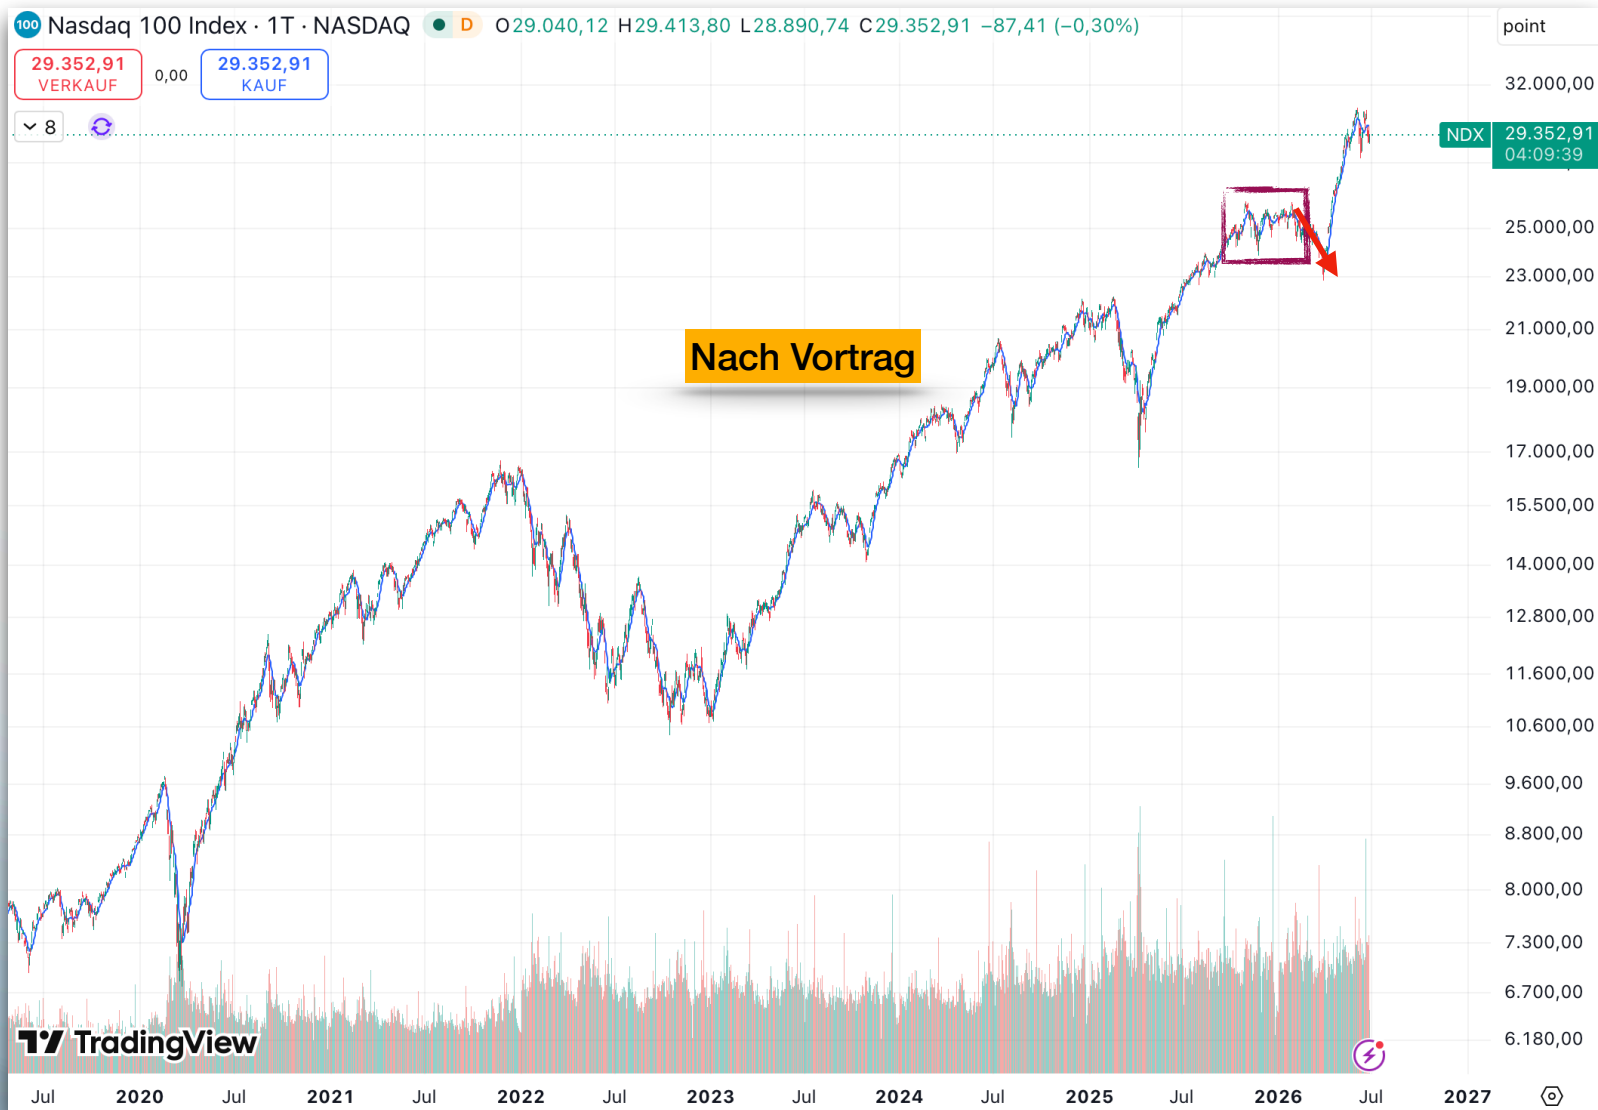 100 Nasdaq 100 Index · 1T · NASDAQ D O29.040,12 H29.413,80 L28.890,74 C29.352,91 −87,41 (−0,30%)
point
29.352,91
VERKAUF
0,00
29.352,91
KAUF
8
32.000,00
NDX 29.352,91
04:09:39
25.000,00
23.000,00
21.000,00
Nach Vortrag
19.000,00
17.000,00
15.500,00
14.000,00
12.800,00
11.600,00
10.600,00
9.600,00
8.800,00
8.000,00
7.300,00
6.700,00
6.180,00
TradingView
Jul 2020 Jul 2021 Jul 2022 Jul 2023 Jul 2024 Jul 2025 Jul 2026 Jul 2027